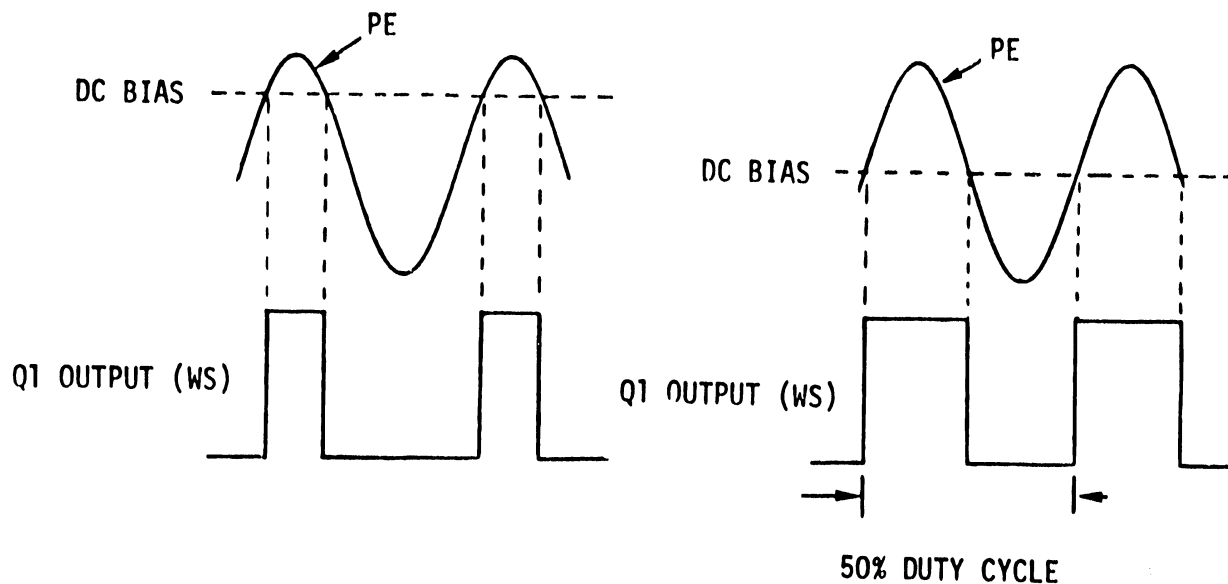 PE
DC BIAS
Q1 OUTPUT (WS)
PE
DC BIAS
Q1 OUTPUT (WS)
50% DUTY CYCLE